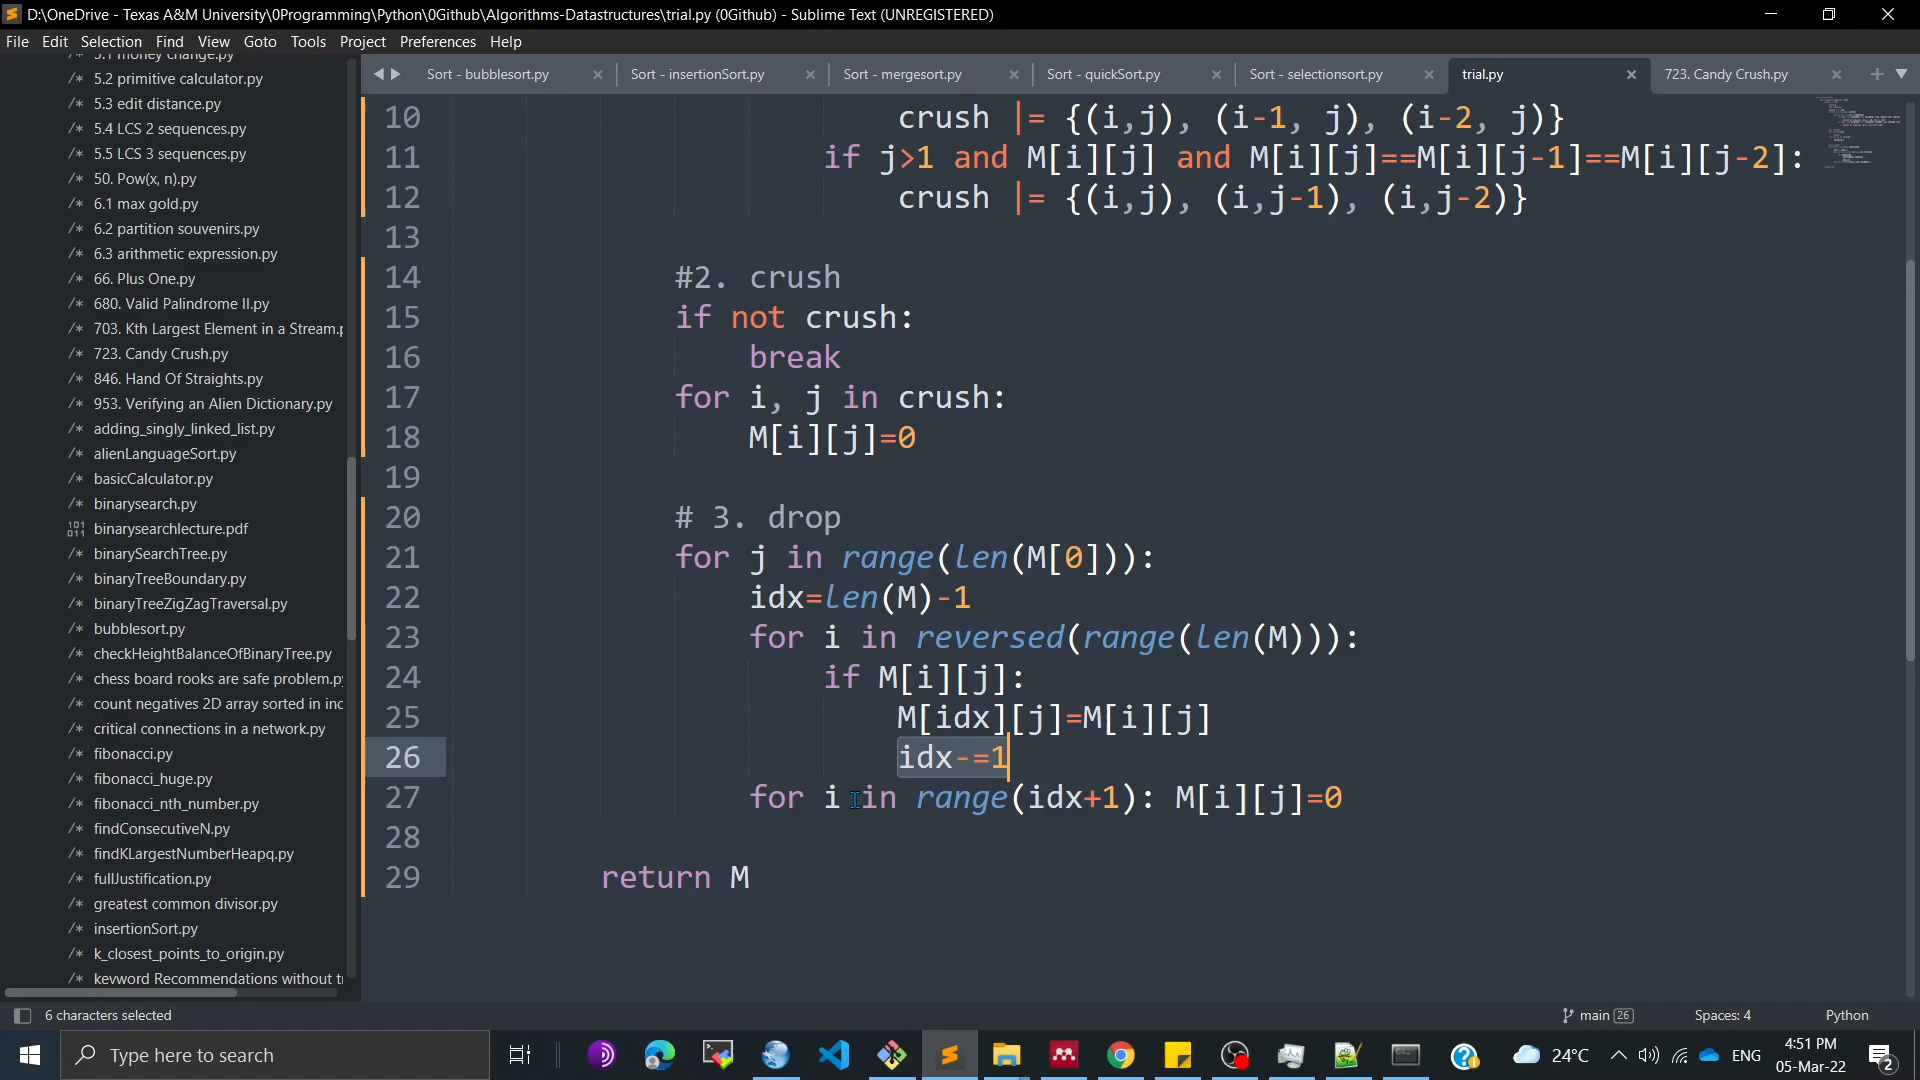 D:\OneDrive - Texas A&M University\0Programming\Python\0Github\Algorithms-Datastructures\trial.py (0Github) - Sublime Text (UNREGISTERED)
File Edit Selection Find View Goto Tools Project Preferences Help
Sort - bubblesort.py
Sort - insertionSort.py
Sort - mergesort.py
Sort - quickSort.py
Sort - selectionsort.py
trial.py
723. Candy Crush.py
5.1 money change.py
5.2 primitive calculator.py
5.3 edit distance.py
5.4 LCS 2 sequences.py
5.5 LCS 3 sequences.py
50. Pow(x, n).py
6.1 max gold.py
6.2 partition souvenirs.py
6.3 arithmetic expression.py
66. Plus One.py
680. Valid Palindrome II.py
703. Kth Largest Element in a Stream.p
723. Candy Crush.py
846. Hand Of Straights.py
953. Verifying an Alien Dictionary.py
adding_singly_linked_list.py
alienLanguageSort.py
basicCalculator.py
binarysearch.py
binarysearchlecture.pdf
binarySearchTree.py
binaryTreeBoundary.py
binaryTreeZigZagTraversal.py
bubblesort.py
checkHeightBalanceOfBinaryTree.py
chess board rooks are safe problem.py
count negatives 2D array sorted in inc
critical connections in a network.py
fibonacci.py
fibonacci_huge.py
fibonacci_nth_number.py
findConsecutiveN.py
findKLargestNumberHeapq.py
fullJustification.py
greatest common divisor.py
insertionSort.py
k_closest_points_to_origin.py
keyword Recommendations without tr
10 crush |= {(i,j), (i-1, j), (i-2, j)}
11 if j>1 and M[i][j] and M[i][j]==M[i][j-1]==M[i][j-2]:
12 crush |= {(i,j), (i,j-1), (i,j-2)}
13
14 #2. crush
15 if not crush:
16 break
17 for i, j in crush:
18 M[i][j]=0
19
20 # 3. drop
21 for j in range(len(M[0])):
22 idx=len(M)-1
23 for i in reversed(range(len(M))):
24 if M[i][j]:
25 M[idx][j]=M[i][j]
26 idx-=1
27 for i in range(idx+1): M[i][j]=0
28
29 return M
6 characters selected
main 26
Spaces: 4
Python
Type here to search
24°C
ENG
4:51 PM
05-Mar-22
2